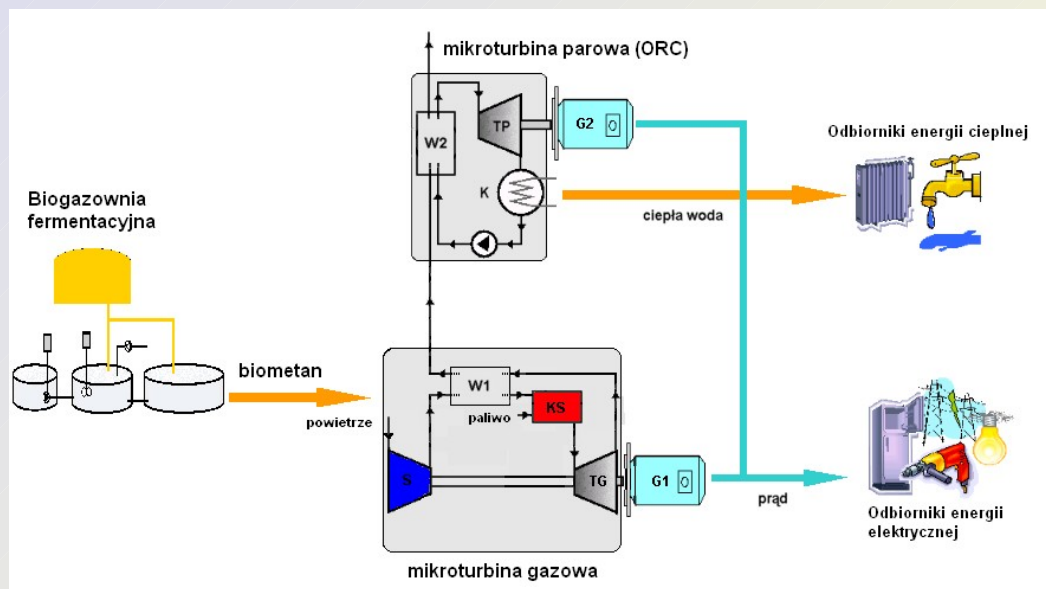 mikroturbina parowa (ORC)
W2
TP
G2
K
Odbiorniki energii cieplnej
ciepła woda
Biogazownia
fermentacyjna
biometan
powietrze
W1
paliwo
KS
S
TG
G1
prąd
Odbiorniki energii
elektrycznej
mikroturbina gazowa